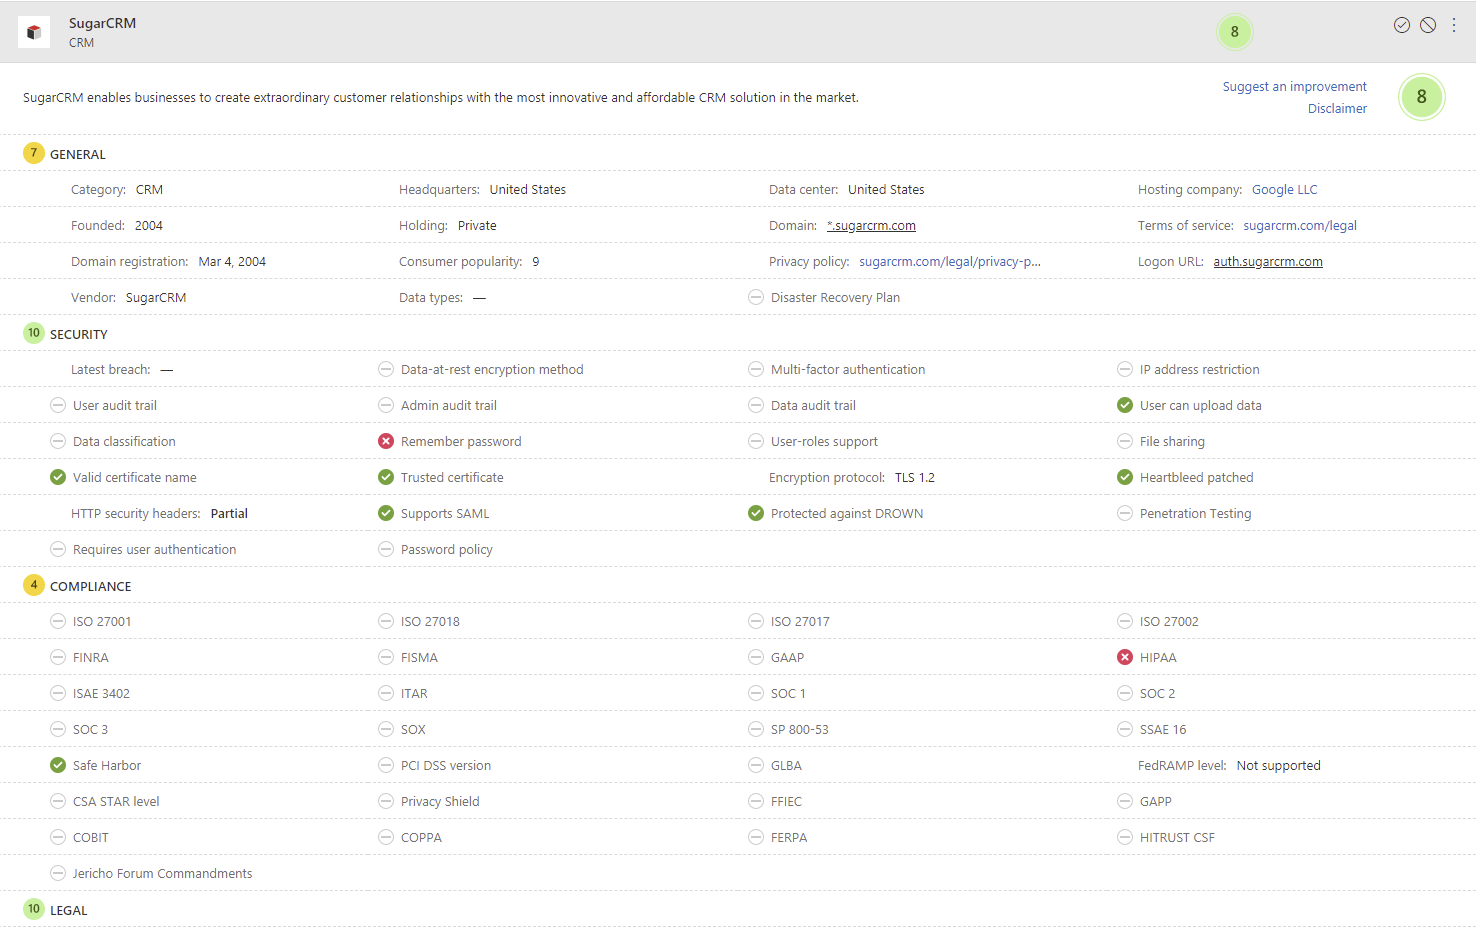 SugarCRM
CRM
8
SugarCRM enables businesses to create extraordinary customer relationships with the most innovative and affordable CRM solution in the market.
Suggest an improvement
Disclaimer
8
7 GENERAL
Category: CRM Headquarters: United States Data center: United States Hosting company: Google LLC
Founded: 2004 Holding: Private Domain: *.sugarcrm.com Terms of service: sugarcrm.com/legal
Domain registration: Mar 4, 2004 Consumer popularity: 9 Privacy policy: sugarcrm.com/legal/privacy-p... Logon URL: auth.sugarcrm.com
Vendor: SugarCRM Data types: — Disaster Recovery Plan
10 SECURITY
Latest breach: — Data-at-rest encryption method Multi-factor authentication IP address restriction
User audit trail Admin audit trail Data audit trail User can upload data
Data classification Remember password User-roles support File sharing
Valid certificate name Trusted certificate Encryption protocol: TLS 1.2 Heartbleed patched
HTTP security headers: Partial Supports SAML Protected against DROWN Penetration Testing
Requires user authentication Password policy
4 COMPLIANCE
ISO 27001 ISO 27018 ISO 27017 ISO 27002
FINRA FISMA GAAP HIPAA
ISAE 3402 ITAR SOC 1 SOC 2
SOC 3 SOX SP 800-53 SSAE 16
Safe Harbor PCI DSS version GLBA FedRAMP level: Not supported
CSA STAR level Privacy Shield FFIEC GAPP
COBIT COPPA FERPA HITRUST CSF
Jericho Forum Commandments
10 LEGAL